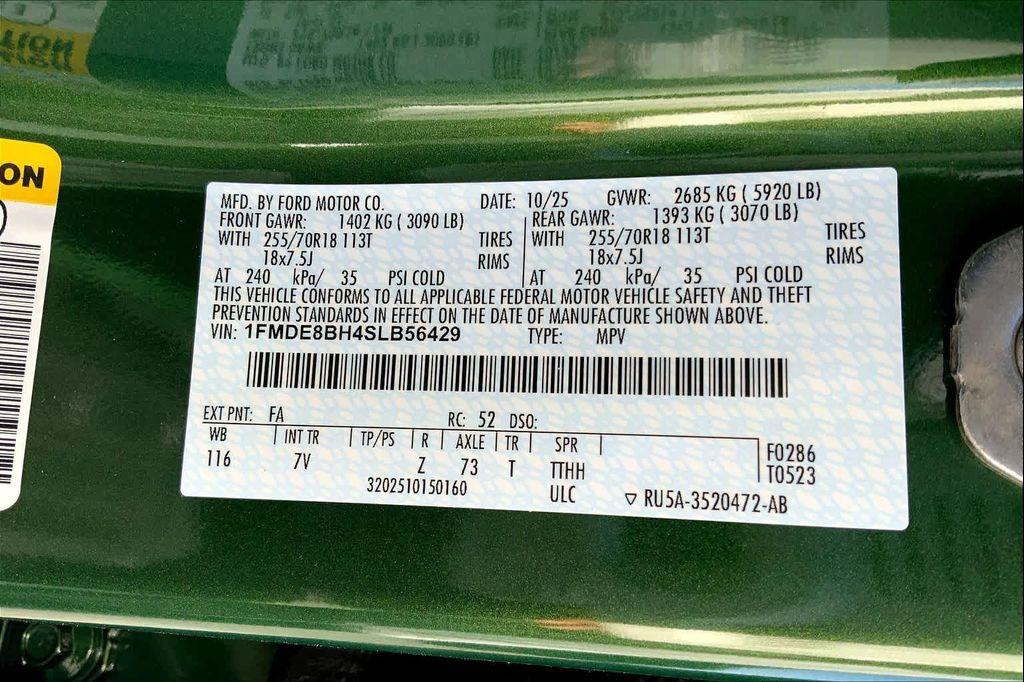 ON
MFD. BY FORD MOTOR CO. DATE: 10/25 GVWR: 2685 KG ( 5920 LB)
FRONT GAWR: 1402 KG ( 3090 LB) REAR GAWR: 1393 KG ( 3070 LB)
WITH 255/70R18 113T TIRES WITH 255/70R18 113T TIRES
18x7.5J RIMS 18x7.5J RIMS
AT 240 kPa/ 35 PSI COLD AT 240 kPa/ 35 PSI COLD
THIS VEHICLE CONFORMS TO ALL APPLICABLE FEDERAL MOTOR VEHICLE SAFETY AND THEFT
PREVENTION STANDARDS IN EFFECT ON THE DATE OF MANUFACTURE SHOWN ABOVE.
VIN: 1FMDE8BH4SLB56429 TYPE: MPV
EXT PNT: FA RC: 52 DSO:
WB INT TR TP/PS R AXLE TR SPR F0286
116 7V Z 73 T TTHH T0523
3202510150160 ULC ▽ RU5A-3520472-AB